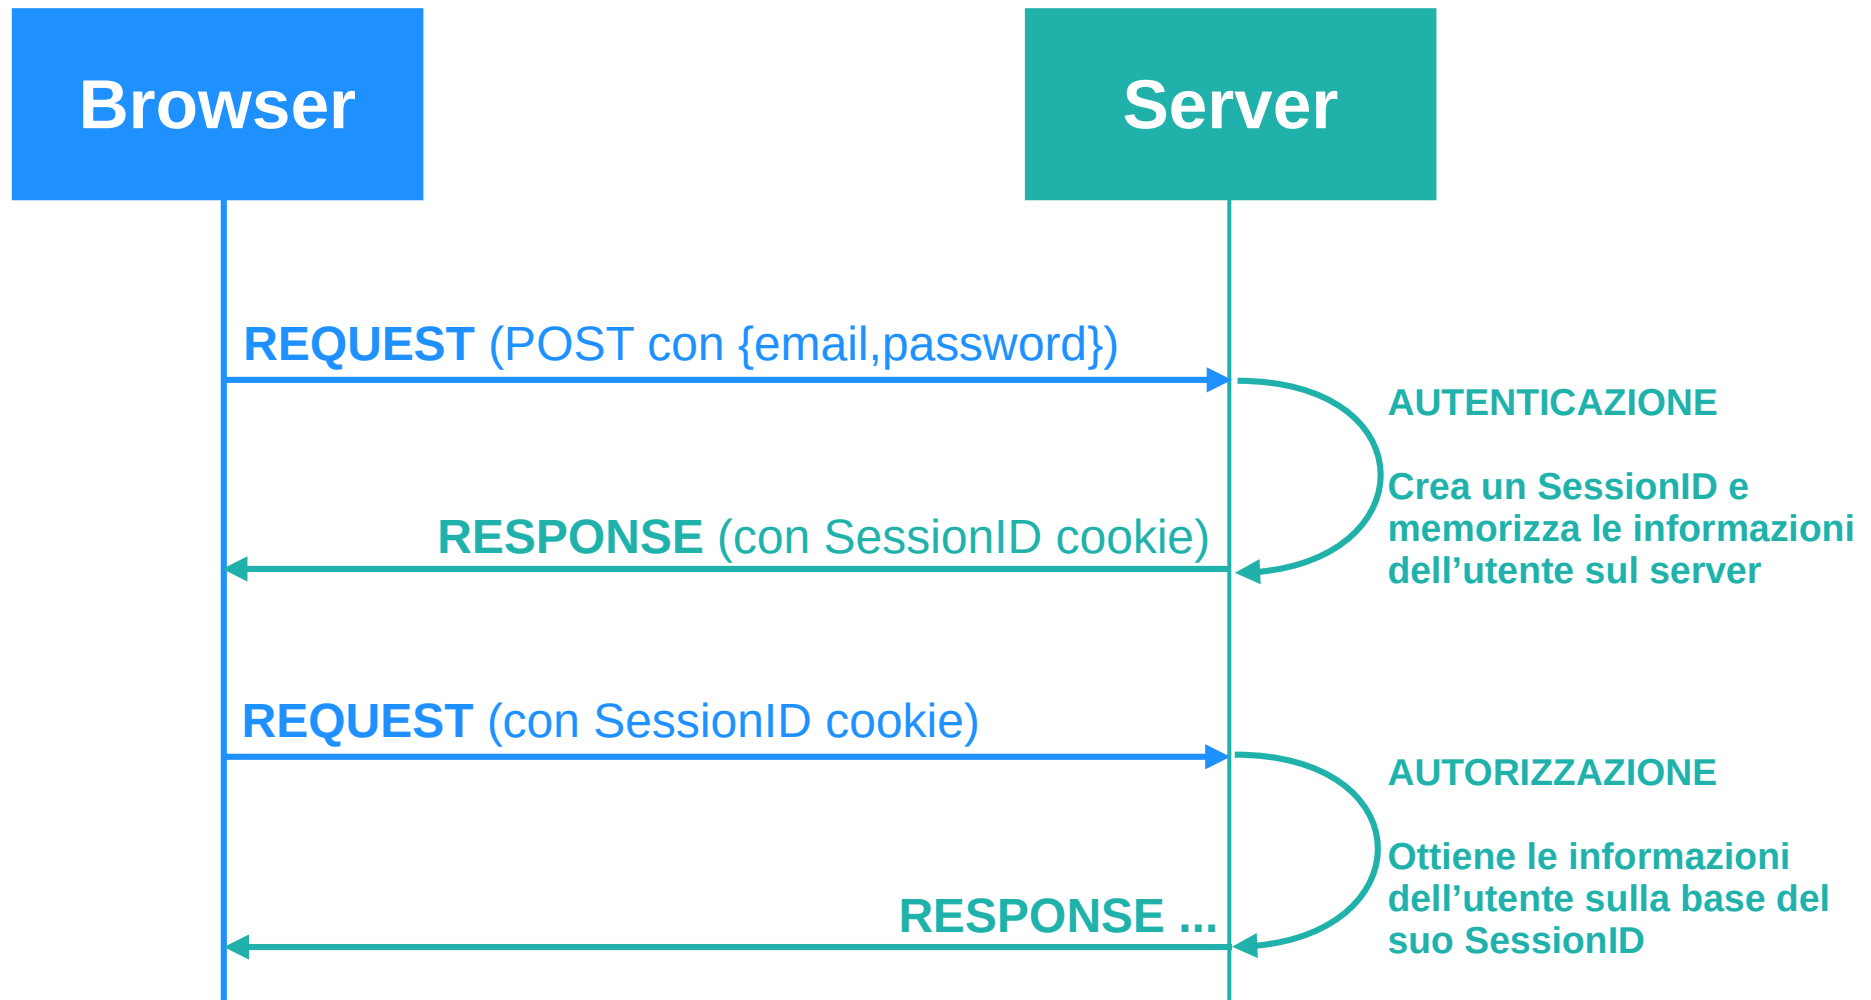 Browser
Server
REQUEST (POST con {email,password})
AUTENTICAZIONE
Crea un SessionID e
memorizza le informazioni
dell’utente sul server
RESPONSE (con SessionID cookie)
REQUEST (con SessionID cookie)
AUTORIZZAZIONE
Ottiene le informazioni
dell’utente sulla base del
suo SessionID
RESPONSE ...